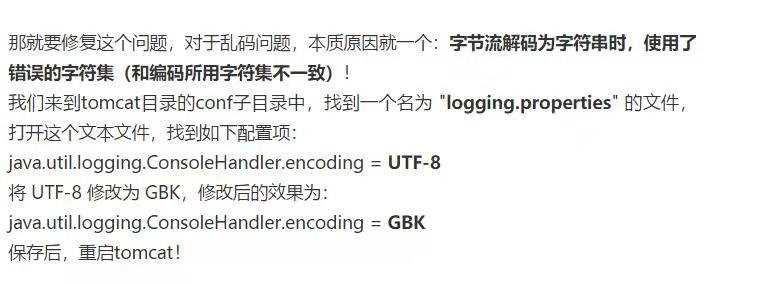 那就要修复这个问题，对于乱码问题，本质原因就一个：字节流解码为字符串时，使用了
错误的字符集（和编码所用字符集不一致）！
我们来到tomcat目录的conf子目录中，找到一个名为 "logging.properties" 的文件，
打开这个文本文件，找到如下配置项：
java.util.logging.ConsoleHandler.encoding = UTF-8
将 UTF-8 修改为 GBK，修改后的效果为：
java.util.logging.ConsoleHandler.encoding = GBK
保存后，重启tomcat！